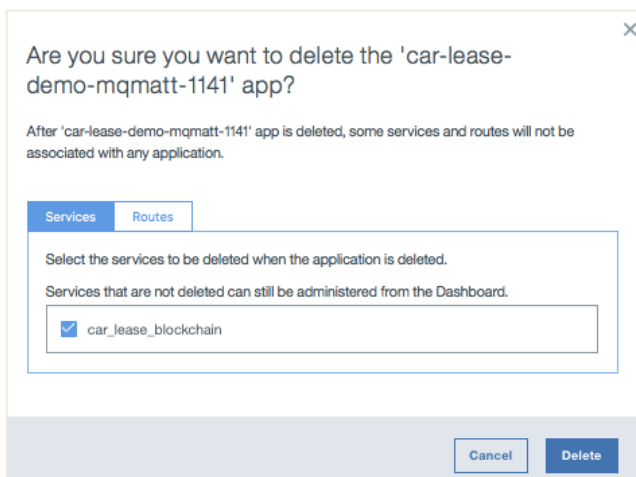 Are you sure you want to delete the 'car-lease-
demo-mqmatt-1141' app?
After 'car-lease-demo-mqmatt-1141' app is deleted, some services and routes will not be
associated with any application.
Services
Routes
Select the services to be deleted when the application is deleted.
Services that are not deleted can still be administered from the Dashboard.
car_lease_blockchain
Cancel
Delete